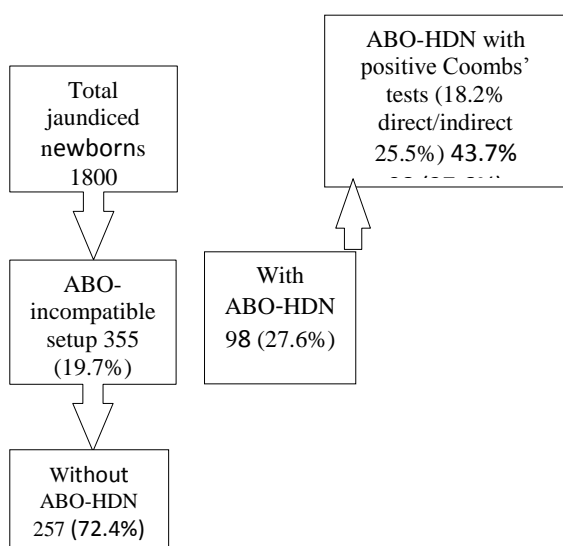 Total
jaundiced
newborns
1800
ABO-
incompatible
setup 355
(19.7%)
Without
ABO-HDN
257 (72.4%)
With
ABO-HDN
98 (27.6%)
ABO-HDN with
positive Coombs'
tests (18.2%
direct/indirect
25.5%) 43.7%